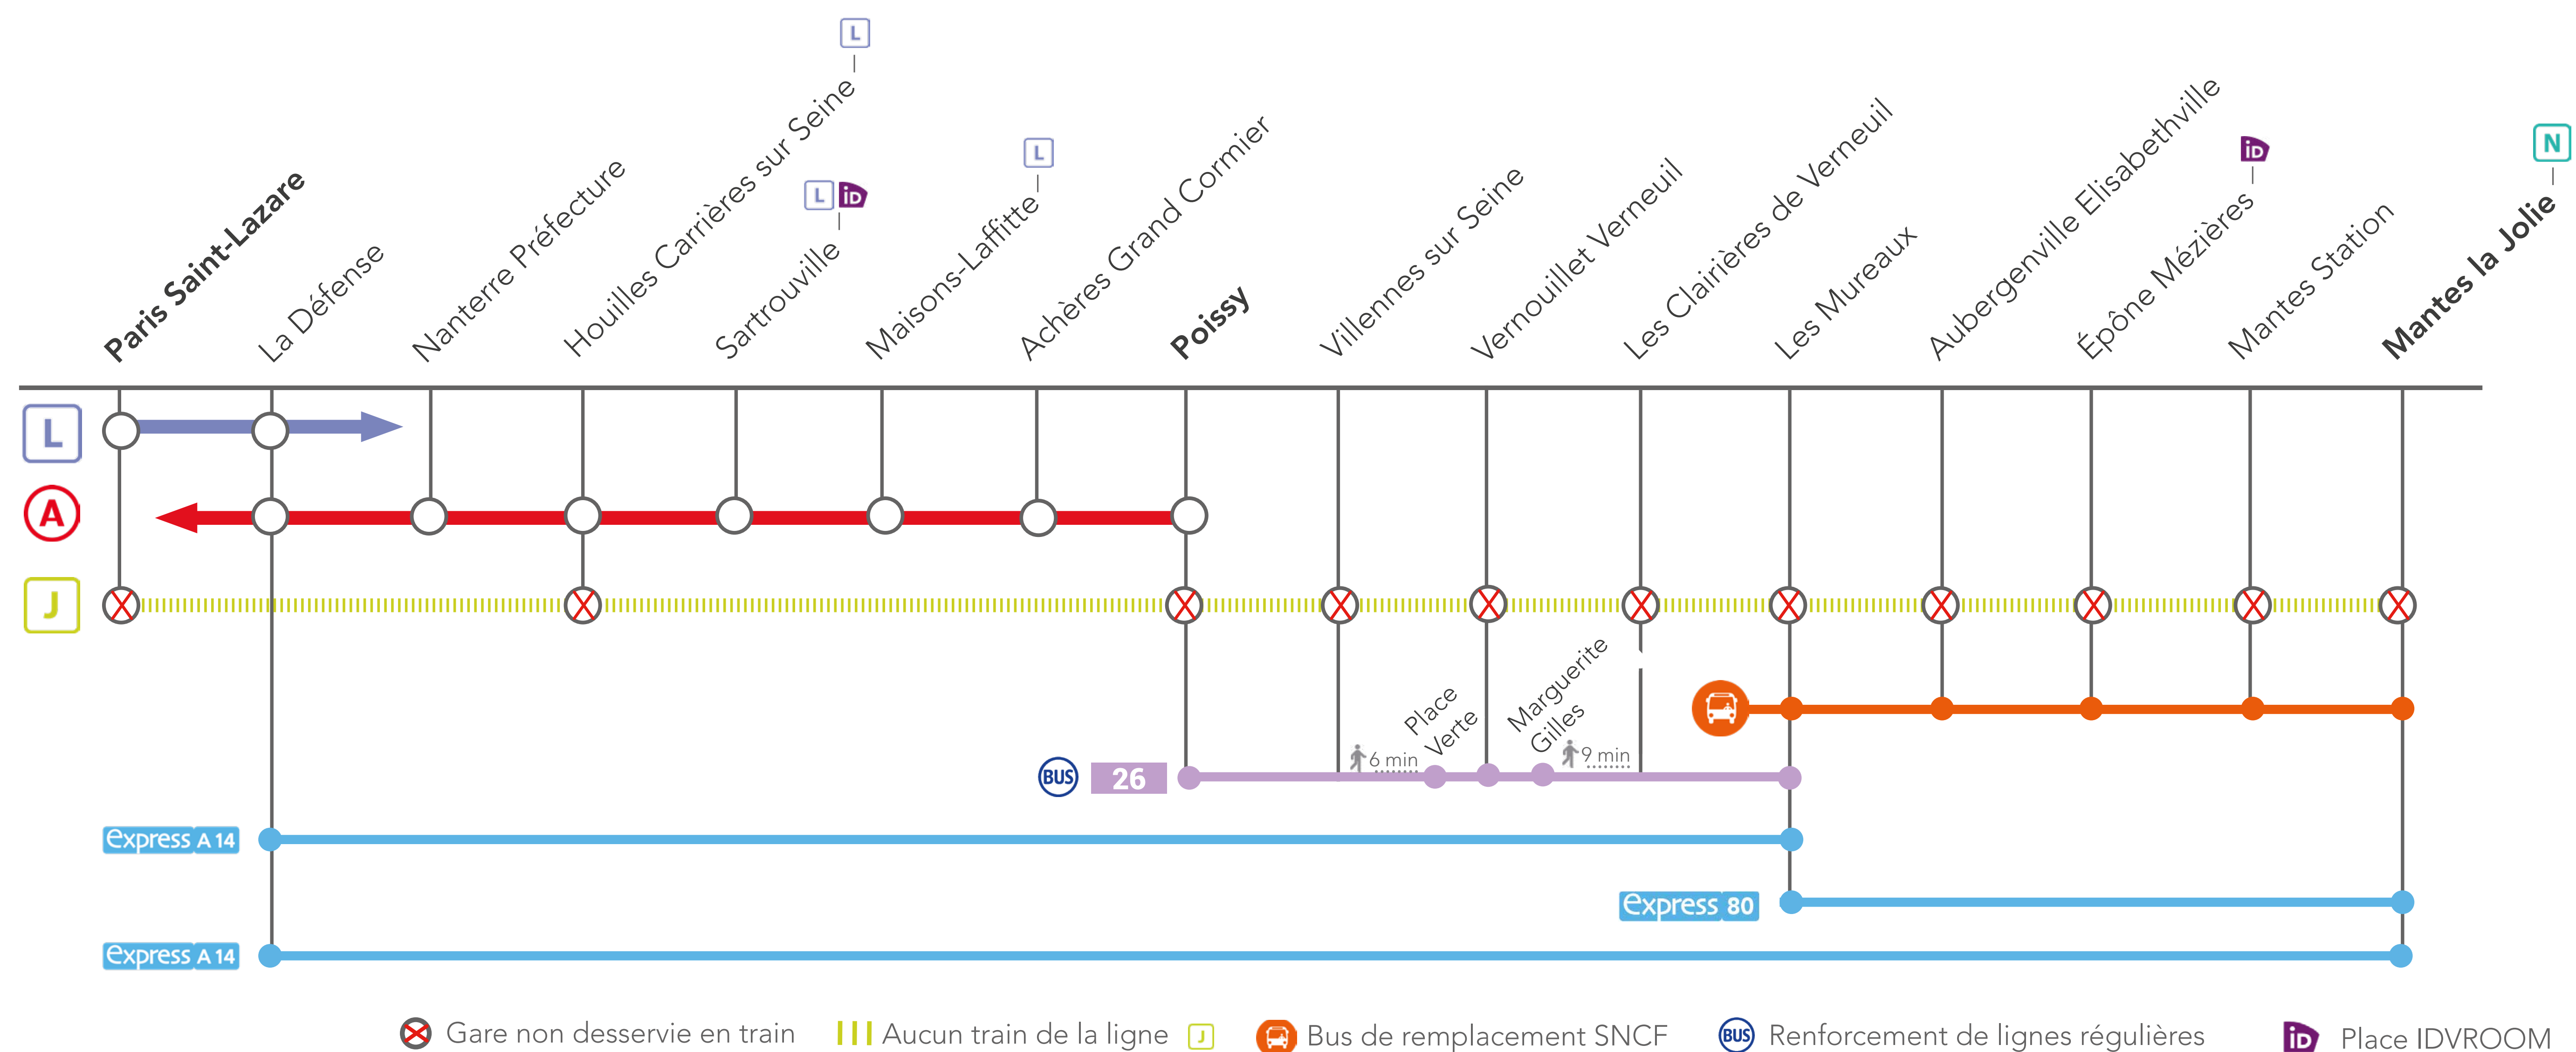 L
L
L iD
iD
N
Paris Saint-Lazare
La Défense
Nanterre Préfecture
Houilles Carrières sur Seine
Sartrouville
Maisons-Laffitte
Achères Grand Cormier
Poissy
Villennes sur Seine
Vernouillet Verneuil
Les Clairières de Verneuil
Les Mureaux
Aubergenville Elisabethville
Épône Mézières
Mantes Station
Mantes la Jolie
L
A
J
Place
Verte
Marguerite
Gilles
6 min
9 min
BUS 26
express A 14
express 80
express A 14
Gare non desservie en train
Aucun train de la ligne J
Bus de remplacement SNCF
BUS Renforcement de lignes régulières
iD Place IDVROOM